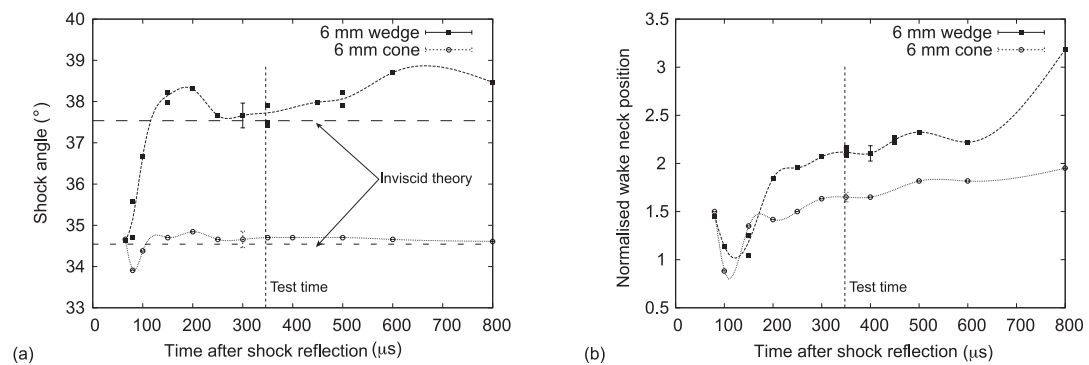 40
39
38
37
36
35
34
33
0 100 200 300 400 500 600 700 800
Shock angle (°)
Time after shock reflection (μs)
6 mm wedge
6 mm cone
Inviscid theory
Test time
(a)
3.5
3
2.5
2
1.5
1
0.5
0 100 200 300 400 500 600 700 800
Normalised wake neck position
Time after shock reflection (μs)
6 mm wedge
6 mm cone
Test time
(b)